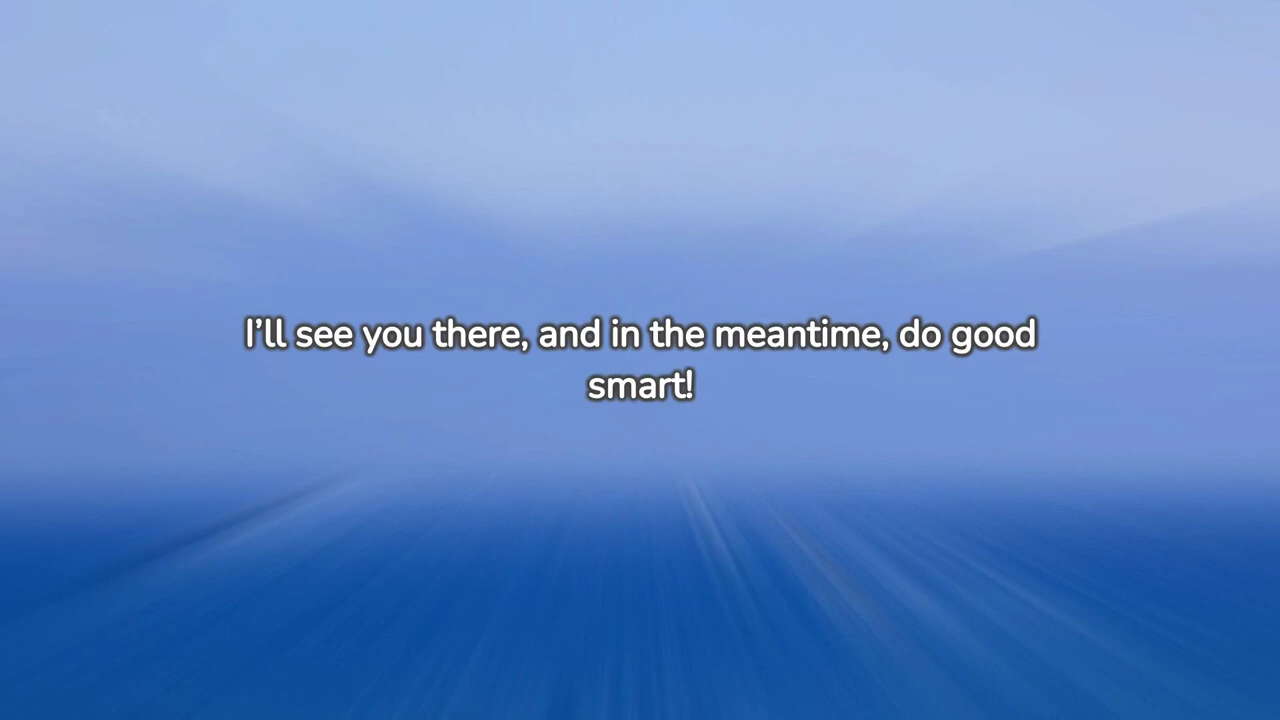 I’ll see you there, and in the meantime, do good
smart!